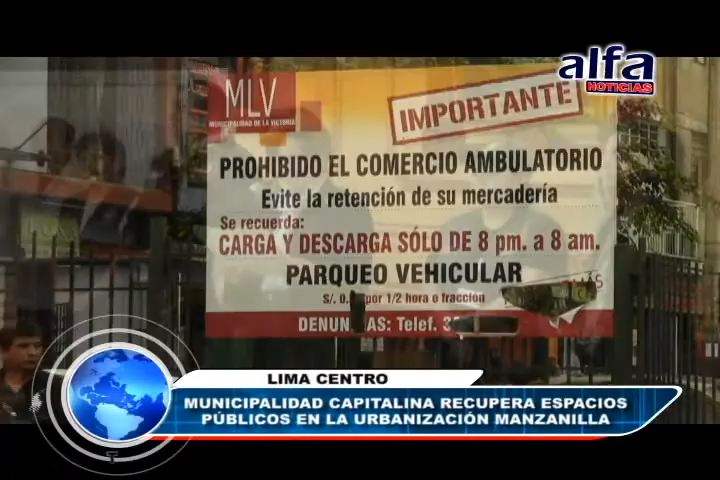 alfa
NOTICIAS
MLV
MUNICIPALIDAD DE LA VICTORIA
IMPORTANTE
PROHIBIDO EL COMERCIO AMBULATORIO
Evite la retención de su mercadería
Se recuerda:
CARGA Y DESCARGA SÓLO DE 8 pm. a 8 am.
PARQUEO VEHICULAR
S/. 0. por 1/2 hora o fracción
Telef.
LIMA CENTRO
MUNICIPALIDAD CAPITALINA RECUPERA ESPACIOS
PÚBLICOS EN LA URBANIZACIÓN MANZANILLA